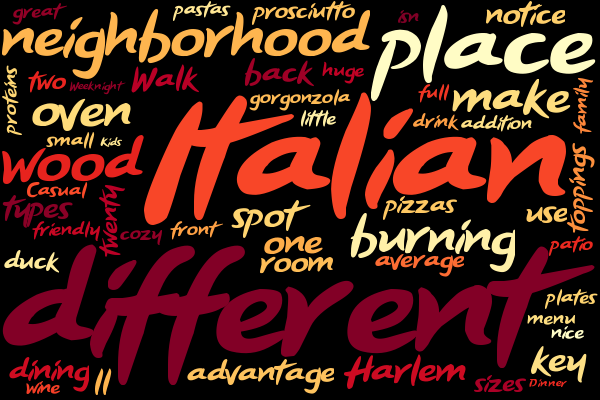 great
pastas
prosciutto
isn
notice
neighborhood
place
proteins
two
Weeknight
Walk
back
huge
full
make
family
gorgonzola
oven
little
drink
addition
small
Kids
Italian
wood
Casual
types
twenty
toppings
pizzas
use
friendly
cozy
front
spot
burning
patio
one
room
average
duck
different
plates
menu
nice
dining
wine
ll
advantage
Harlem
sizes
key
Dinner